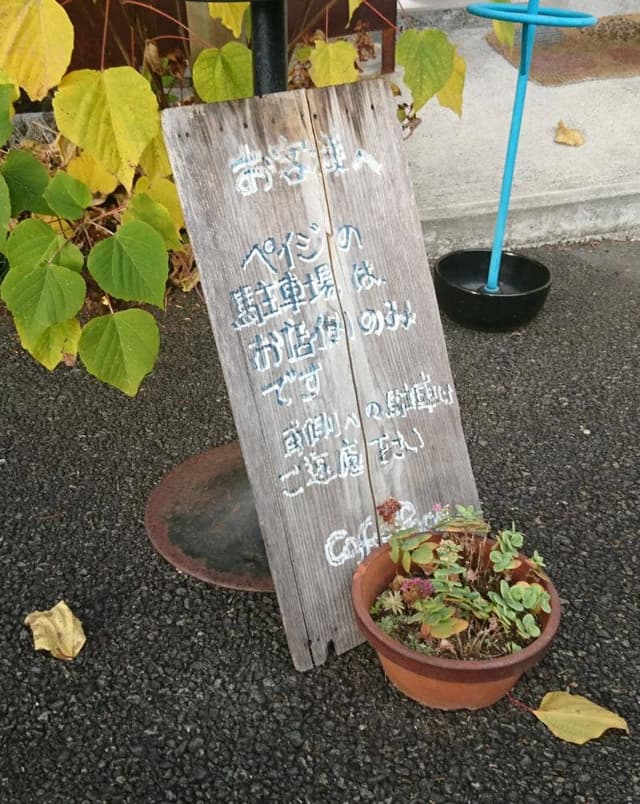 お客様へ
ペイジの
駐車場は
お店側のみ
です
側への駐車は
ご遠慮下さい